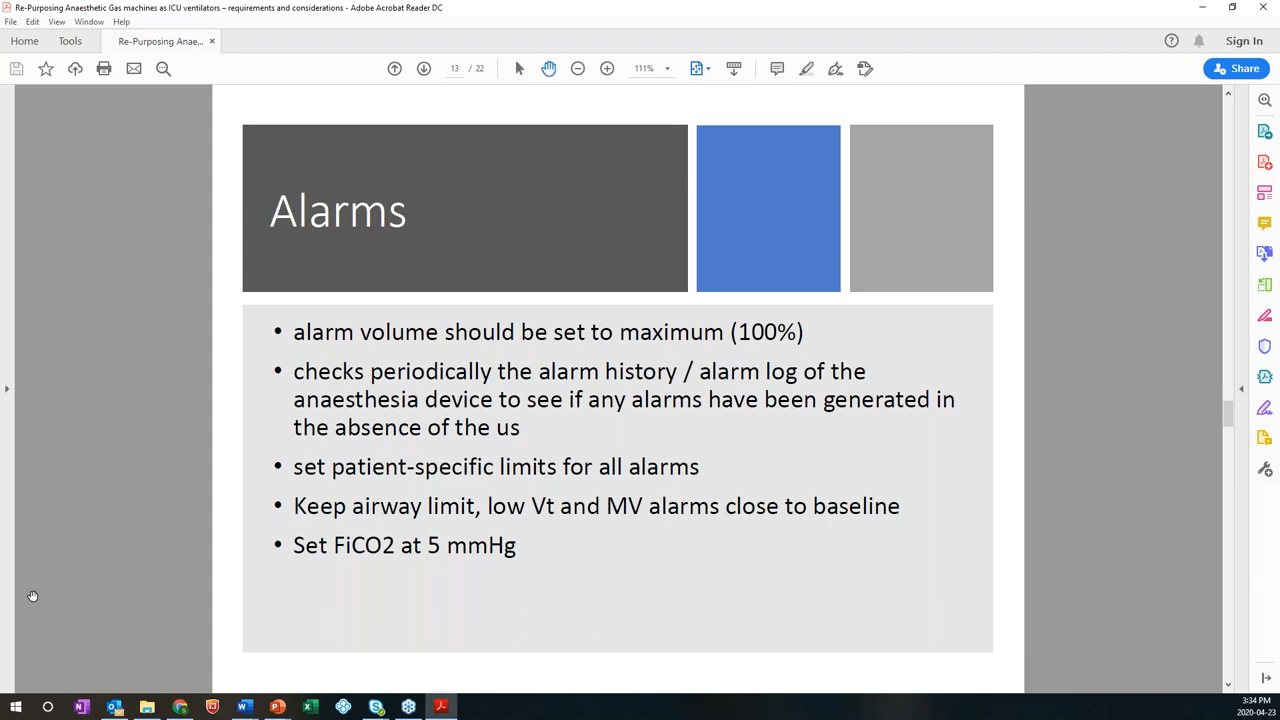 Re-Purposing Anaesthetic Gas machines as ICU ventilators – requirements and considerations - Adobe Acrobat Reader DC
File Edit View Window Help
Home Tools Re-Purposing Anae... ×
Sign In
13 / 22
111%
Share
Alarms
• alarm volume should be set to maximum (100%)
• checks periodically the alarm history / alarm log of the
anaesthesia device to see if any alarms have been generated in
the absence of the us
• set patient-specific limits for all alarms
• Keep airway limit, low Vt and MV alarms close to baseline
• Set FiCO2 at 5 mmHg
3:34 PM
2020-04-23